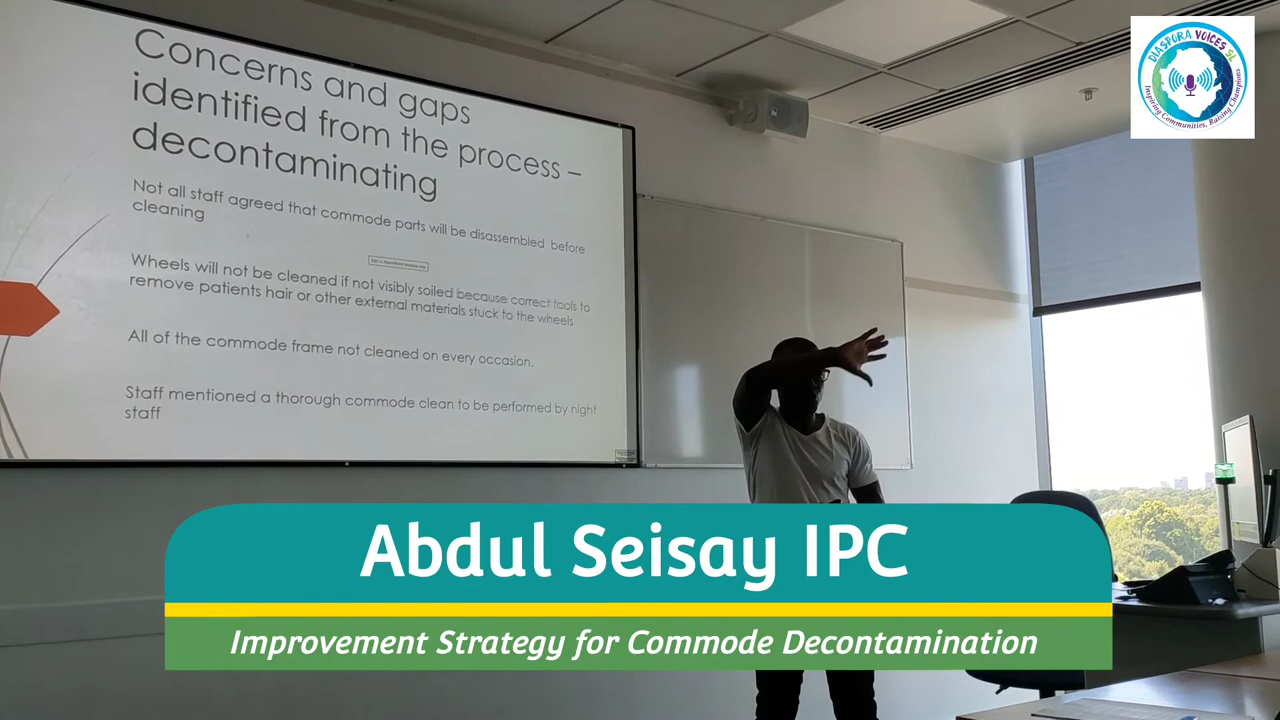 Concerns and gaps
identified from the process –
decontaminating
Not all staff agreed that commode parts will be disassembled before
cleaning
Wheels will not be cleaned if not visibly soiled because correct tools to
remove patients hair or other external materials stuck to the wheels
All of the commode frame not cleaned on every occasion.
Staff mentioned a thorough commode clean to be performed by night
staff
DIASPORA VOICES SL
Inspiring Communities, Raising Champions
Abdul Seisay IPC
Improvement Strategy for Commode Decontamination